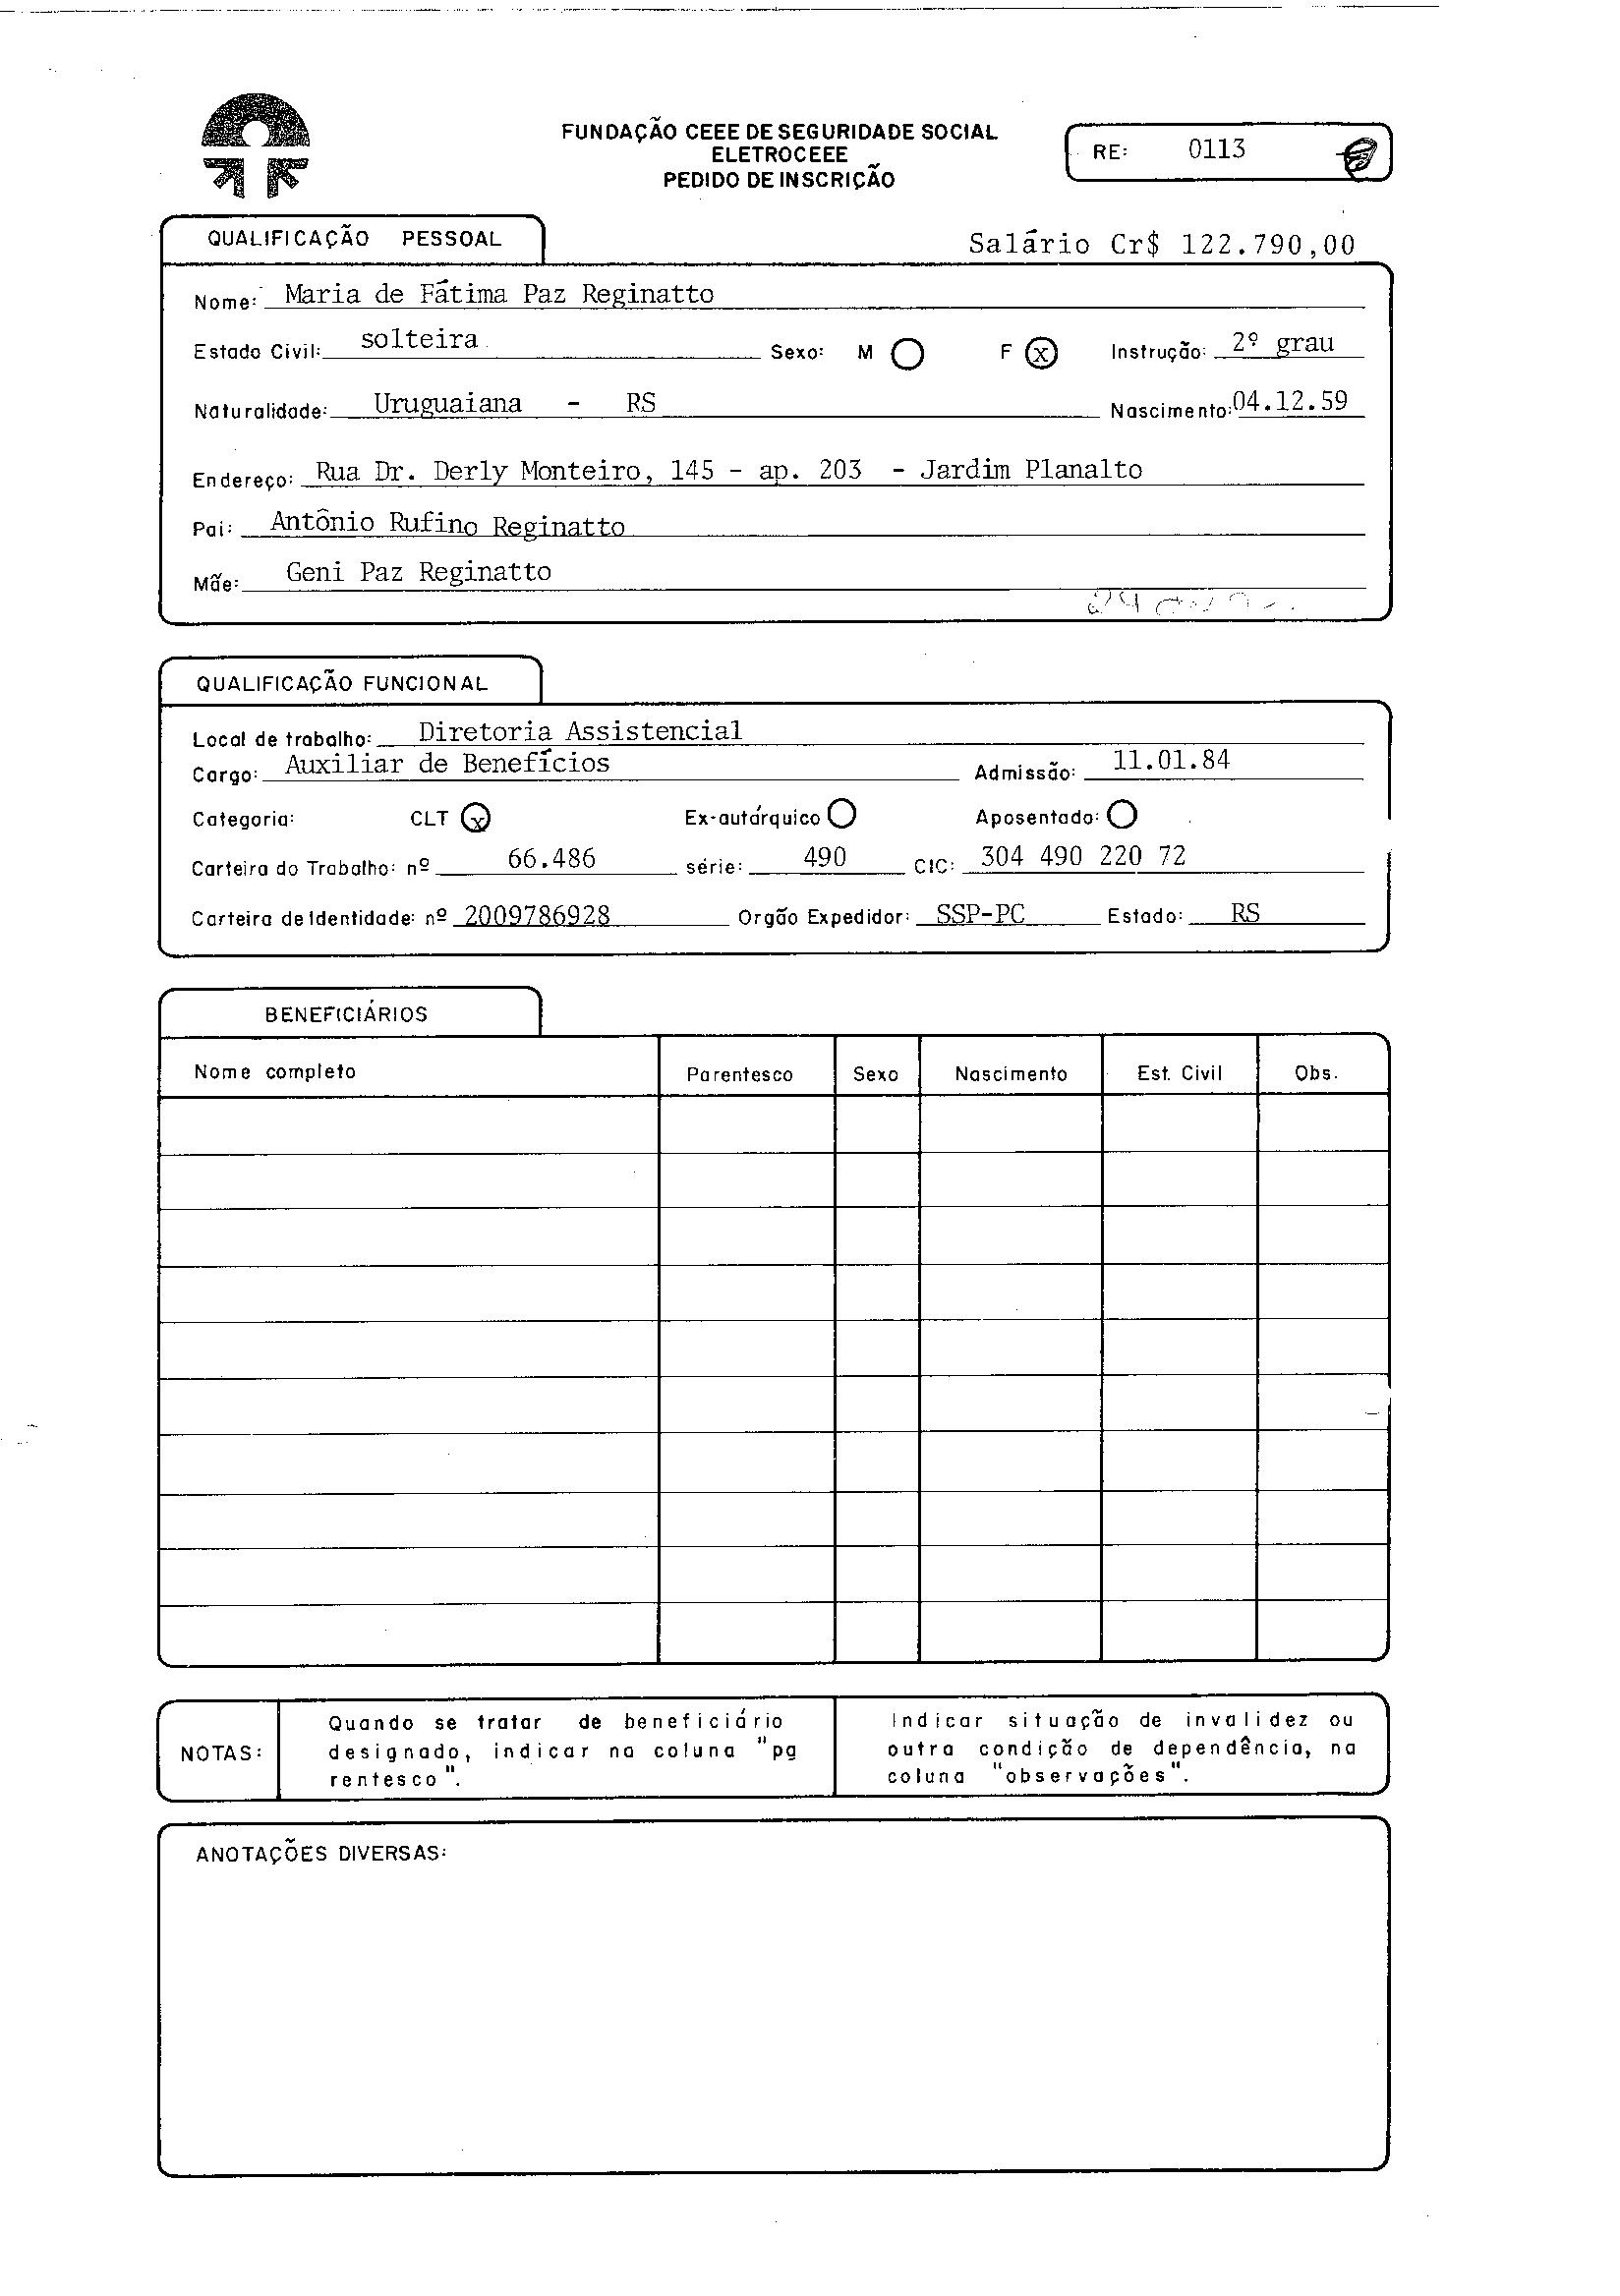 FUNDAÇÃO CEEE DE SEGURIDADE SOCIAL
ELETROCEEE
PEDIDO DE INSCRIÇÃO
RE: 0113
QUALIFICAÇÃO PESSOAL
Salário Cr$ 122.790,00
Nome: Maria de Fátima Paz Reginatto
Estado Civil: solteira Sexo: M F x Instrução: 2º grau
Naturalidade: Uruguaiana - RS Nascimento: 04.12.59
Endereço: Rua Dr. Derly Monteiro, 145 - ap. 203 - Jardim Planalto
Pai: Antônio Rufino Reginatto
Mãe: Geni Paz Reginatto
QUALIFICAÇÃO FUNCIONAL
Local de trabalho: Diretoria Assistencial
Cargo: Auxiliar de Benefícios Admissão: 11.01.84
Categoria: CLT x Ex-autárquico Aposentado:
Carteira do Trabalho: nº 66.486 série: 490 CIC: 304 490 220 72
Carteira de Identidade: nº 2009786928 Orgão Expedidor: SSP-PC Estado: RS
BENEFICIÁRIOS
Nome completo Parentesco Sexo Nascimento Est. Civil Obs.
NOTAS:
Quando se tratar de beneficiário
designado, indicar na coluna "pg
rentesco".
Indicar situação de invalidez ou
outra condição de dependência, na
coluna "observações".
ANOTAÇÕES DIVERSAS: